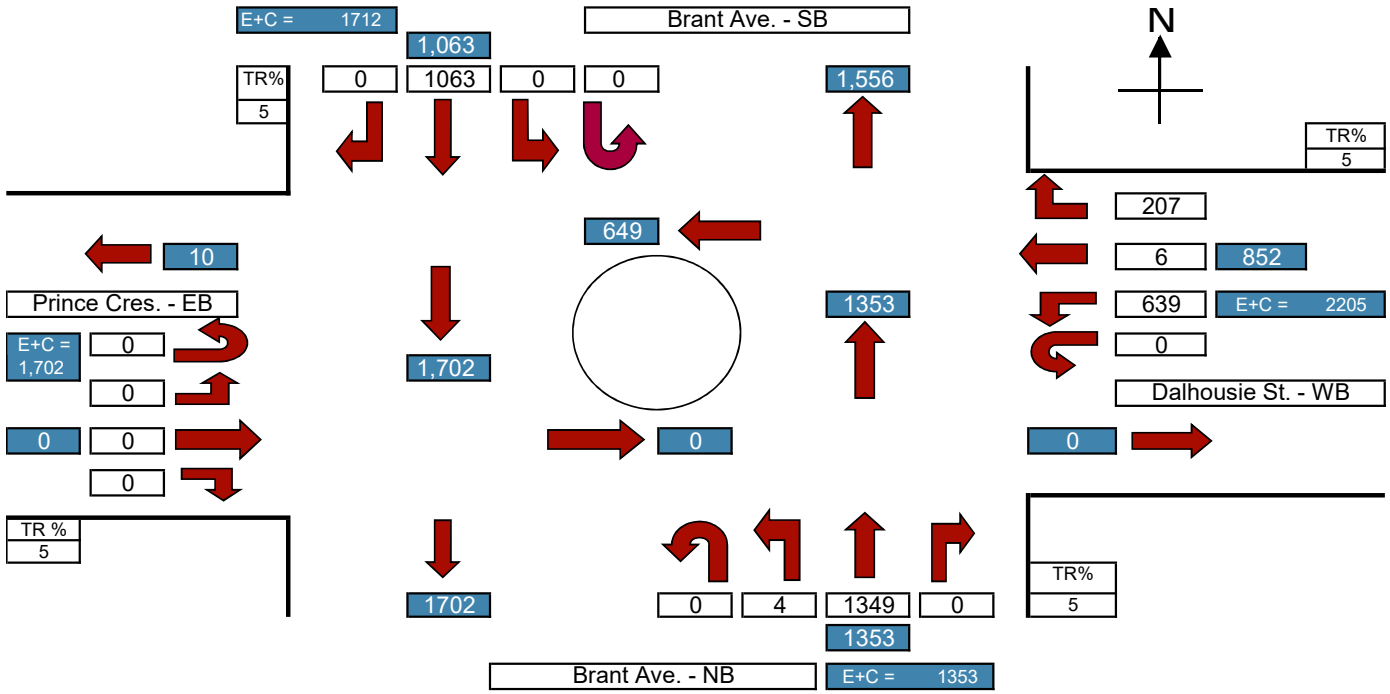 E+C = 1712
Brant Ave. - SB
N
1,063
TR%
0
1063
0
0
1,556
5
TR%
5
207
649
10
6
852
Prince Cres. - EB
1353
639
E+C = 2205
E+C =
1,702
0
0
1,702
0
Dalhousie St. - WB
0
0
0
0
0
TR %
5
TR%
1702
0
4
1349
0
5
1353
Brant Ave. - NB
E+C = 1353